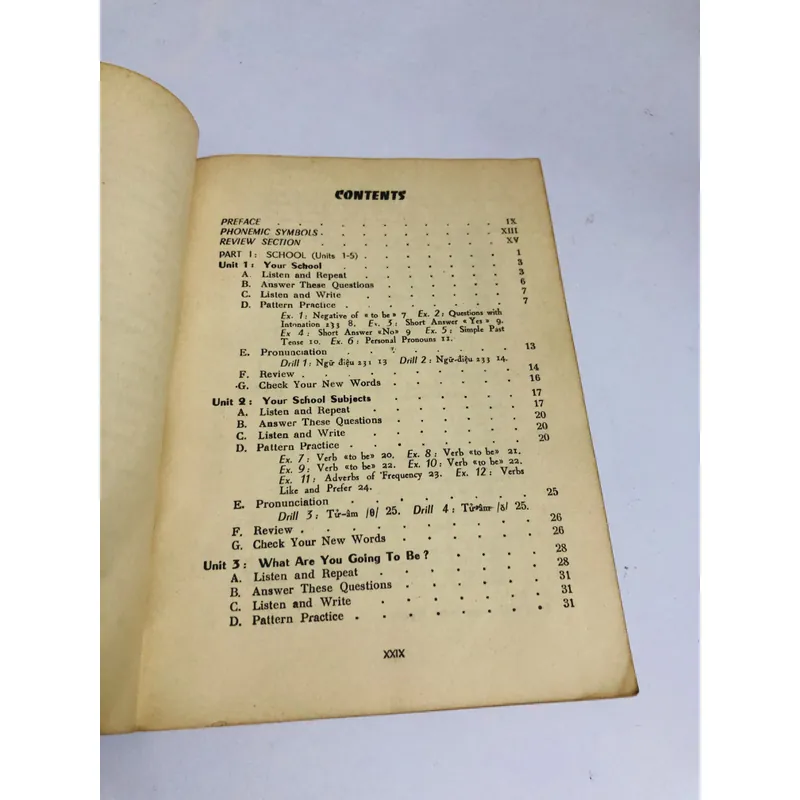 CONTENTS
PREFACE . . . . . . . . . . IX
PHONEMIC SYMBOLS . . . . . . . . XIII
REVIEW SECTION . . . . . . . . XV
PART I: SCHOOL (Units 1-5) . . . . . . . 1
Unit 1: Your School . . . . . . . . 3
A. Listen and Repeat . . . . . . . 3
B. Answer These Questions . . . . . . 6
C. Listen and Write . . . . . . . 7
D. Pattern Practice . . . . . . . 7
Ex. 1: Negative of «to be» 7 Ex. 2: Questions with
Intonation 233 8. Ex. 3: Short Answer «Yes» 9.
Ex 4: Short Answer «No» 9 Ex. 5: Simple Past
Tense 10. Ex. 6: Personal Pronouns 12.
E. Pronunciation . . . . . . . 13
Drill 1: Ngữ điệu 231 13 Drill 2: Ngữ-điệu 233 14.
F. Review . . . . . . . . . 14
G. Check Your New Words . . . . . . 16
Unit 2: Your School Subjects . . . . . . 17
A. Listen and Repeat . . . . . . . 17
B. Answer These Questions . . . . . . 20
C. Listen and Write . . . . . . . 20
D. Pattern Practice . . . . . . . 20
Ex. 7: Verb «to be» 20. Ex. 8: Verb «to be» 21.
Ex. 9: Verb «to be» 22. Ex. 10: Verb «to be» 22.
Ex. 11: Adverbs of Frequency 23. Ex. 12: Verbs
Like and Prefer 24.
E. Pronunciation . . . . . . . 25
Drill 3: Tử-âm /θ/ 25. Drill 4: Tử-âm /ð/ 25.
F. Review . . . . . . . . . 26
G. Check Your New Words . . . . . . 26
Unit 3: What Are You Going To Be? . . . . 28
A. Listen and Repeat . . . . . . . 28
B. Answer These Questions . . . . . . 31
C. Listen and Write . . . . . . . 31
D. Pattern Practice . . . . . . . 31
XXIX